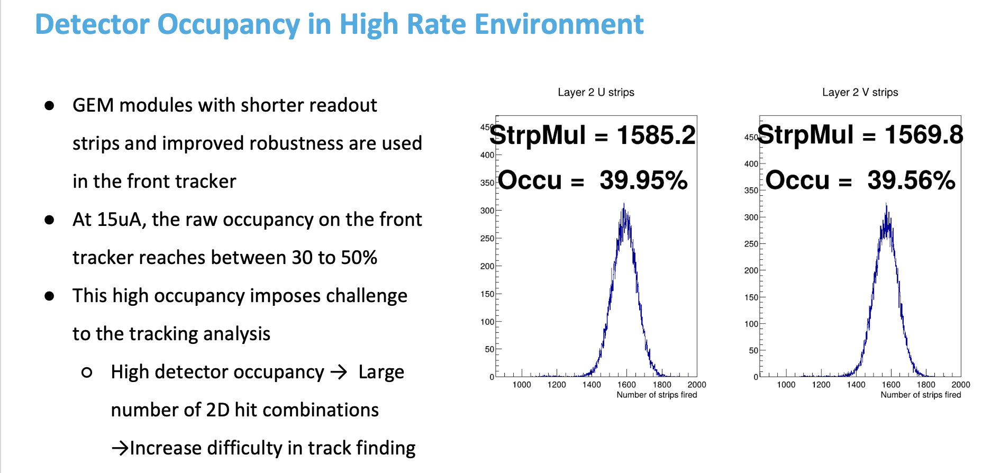 Detector Occupancy in High Rate Environment
● GEM modules with shorter readout
strips and improved robustness are used
in the front tracker
● At 15uA, the raw occupancy on the front
tracker reaches between 30 to 50%
● This high occupancy imposes challenge
to the tracking analysis
○ High detector occupancy → Large
number of 2D hit combinations
→Increase difficulty in track finding
Layer 2 U strips
StrpMul = 1585.2
Occu = 39.95%
450
400
350
300
250
200
150
100
50
0
1000 1200 1400 1600 1800 2000
Number of strips fired
Layer 2 V strips
StrpMul = 1569.8
Occu = 39.56%
450
400
350
300
250
200
150
100
50
0
1000 1200 1400 1600 1800 2000
Number of strips fired